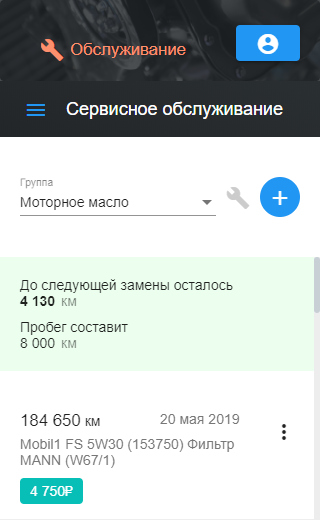 Обслуживание
Сервисное обслуживание
Группа
Моторное масло
До следующей замены осталось
4 130 км
Пробег составит
8 000 км
184 650 км
20 мая 2019
Mobil1 FS 5W30 (153750) Фильтр
MANN (W67/1)
4 750₽